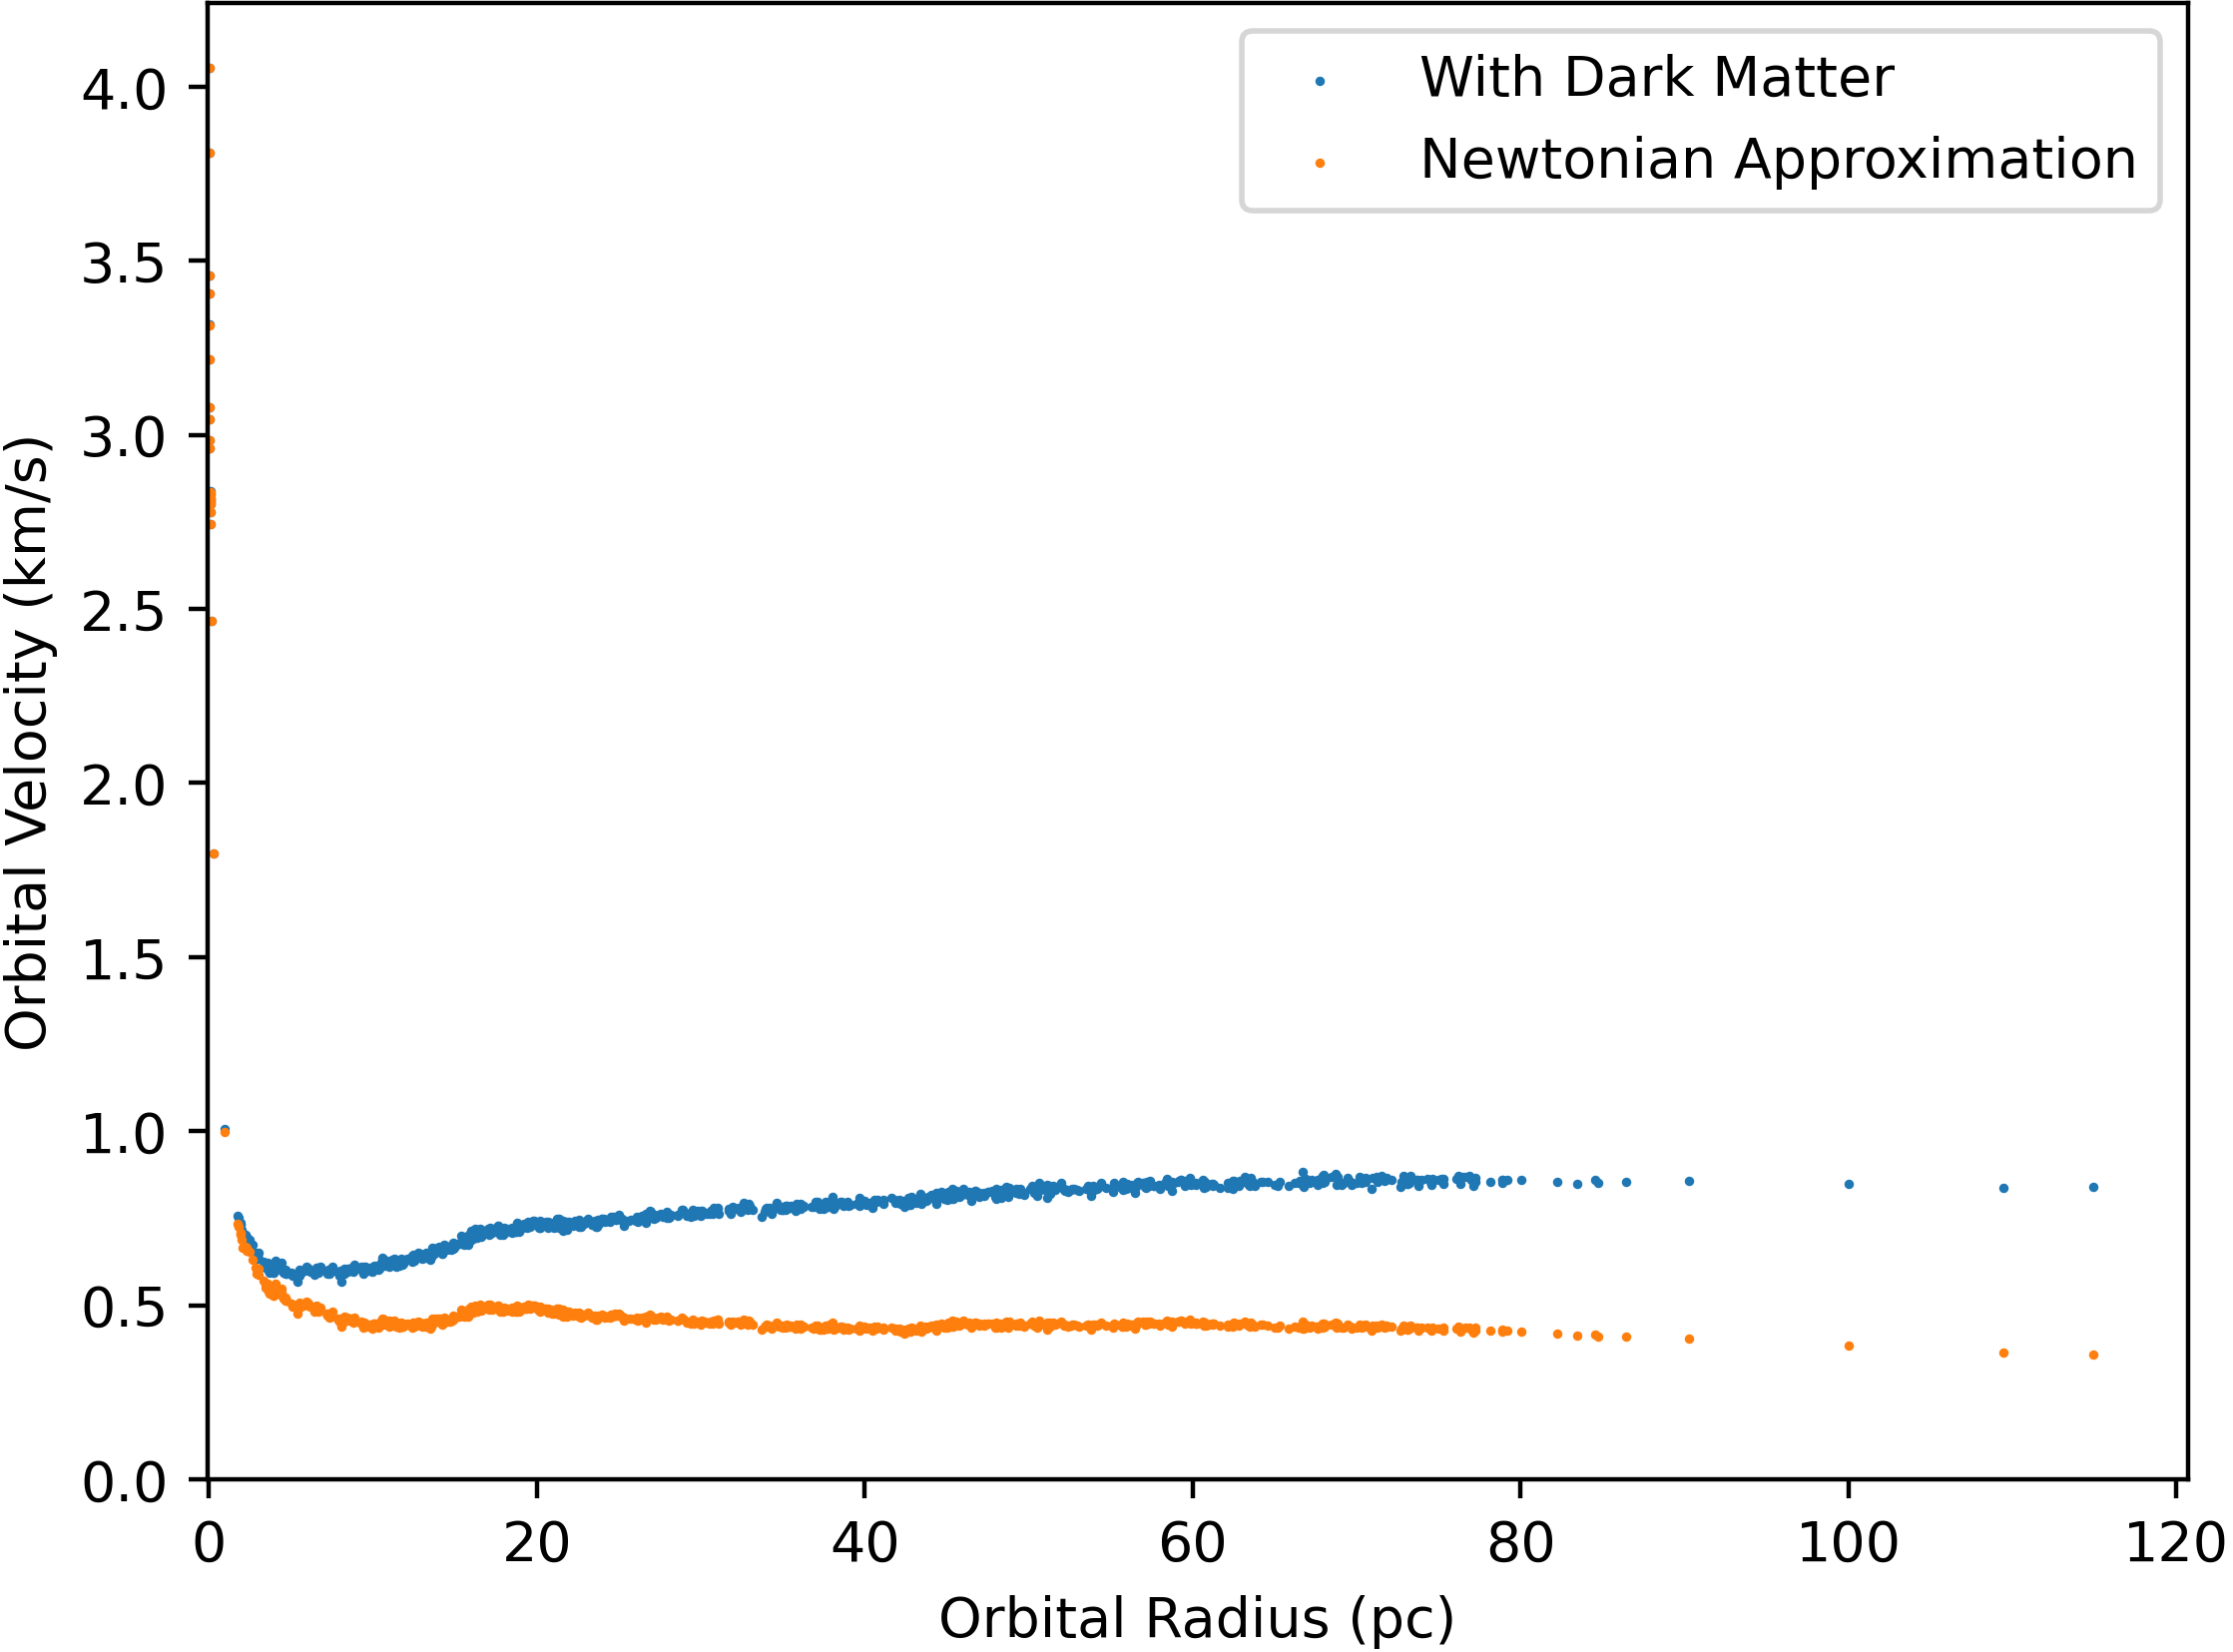 With Dark Matter
Newtonian Approximation
4.0
3.5
3.0
2.5
2.0
1.5
1.0
0.5
0.0
Orbital Velocity (km/s)
0 20 40 60 80 100 120
Orbital Radius (pc)